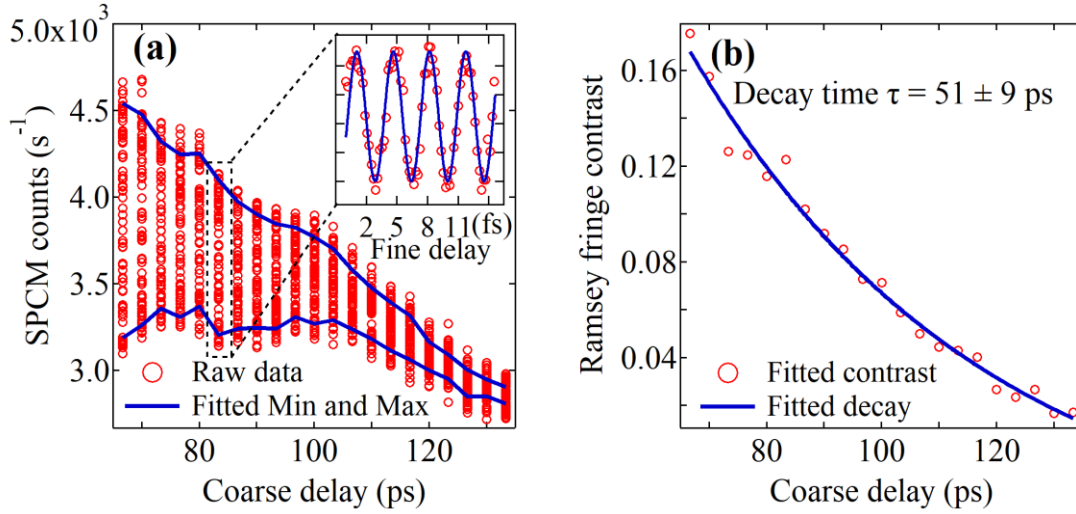 5.0x10³
4.5
4.0
3.5
3.0
SPCM counts (s⁻¹)
(a)
2 5 8 11(fs)
Fine delay
Raw data
Fitted Min and Max
80 100 120
Coarse delay (ps)
(b)
Decay time τ = 51 ± 9 ps
0.16
0.12
0.08
0.04
Ramsey fringe contrast
Fitted contrast
Fitted decay
80 100 120
Coarse delay (ps)